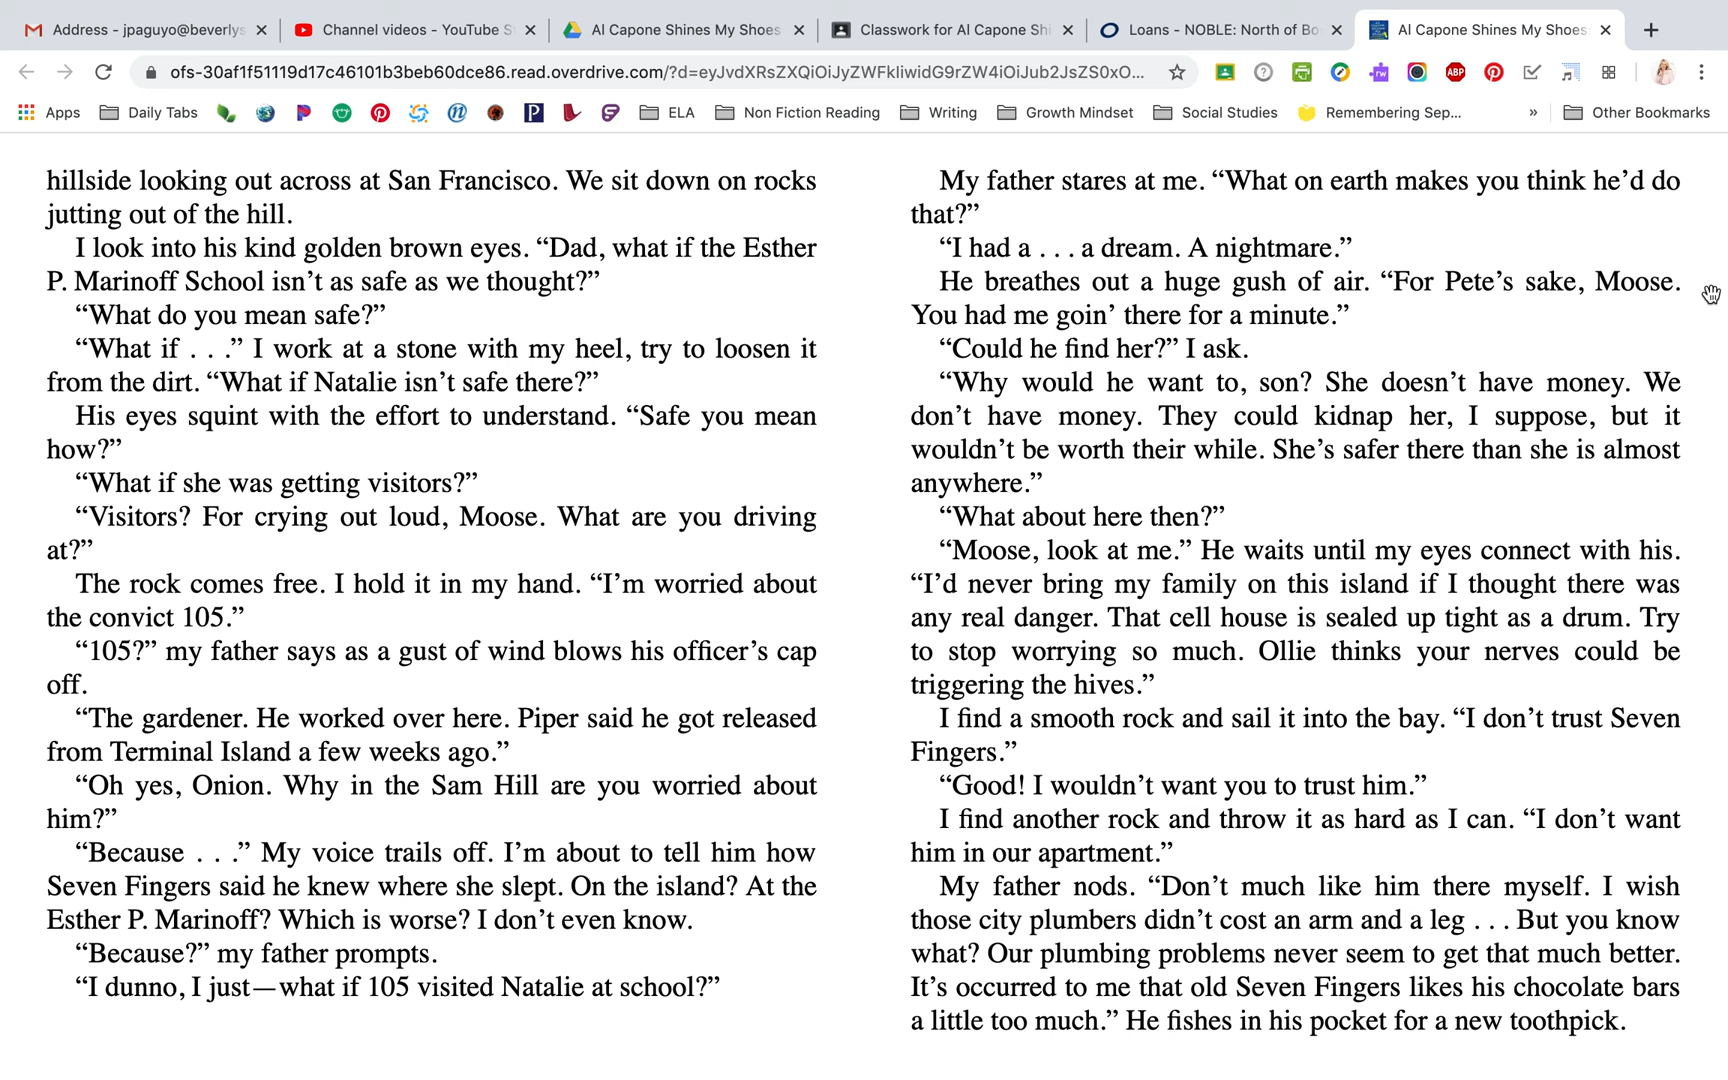 Address - jpaguyo@beverlys
Channel videos - YouTube S
Al Capone Shines My Shoes
Classwork for Al Capone Shi
Loans - NOBLE: North of Bo
Al Capone Shines My Shoes
ofs-30af1f51119d17c46101b3beb60dce86.read.overdrive.com/?d=eyJvdXRsZXQiOiJyZWFkIiwidG9rZW4iOiJub2JsZS0xO...
Apps
Daily Tabs
ELA
Non Fiction Reading
Writing
Growth Mindset
Social Studies
Remembering Sep...
»
Other Bookmarks
hillside looking out across at San Francisco. We sit down on rocks
jutting out of the hill.
I look into his kind golden brown eyes. “Dad, what if the Esther
P. Marinoff School isn’t as safe as we thought?”
“What do you mean safe?”
“What if . . .” I work at a stone with my heel, try to loosen it
from the dirt. “What if Natalie isn’t safe there?”
His eyes squint with the effort to understand. “Safe you mean
how?”
“What if she was getting visitors?”
“Visitors? For crying out loud, Moose. What are you driving
at?”
The rock comes free. I hold it in my hand. “I’m worried about
the convict 105.”
“105?” my father says as a gust of wind blows his officer’s cap
off.
“The gardener. He worked over here. Piper said he got released
from Terminal Island a few weeks ago.”
“Oh yes, Onion. Why in the Sam Hill are you worried about
him?”
“Because . . .” My voice trails off. I’m about to tell him how
Seven Fingers said he knew where she slept. On the island? At the
Esther P. Marinoff? Which is worse? I don’t even know.
“Because?” my father prompts.
“I dunno, I just—what if 105 visited Natalie at school?”
My father stares at me. “What on earth makes you think he’d do
that?”
“I had a . . . a dream. A nightmare.”
He breathes out a huge gush of air. “For Pete’s sake, Moose.
You had me goin’ there for a minute.”
“Could he find her?” I ask.
“Why would he want to, son? She doesn’t have money. We
don’t have money. They could kidnap her, I suppose, but it
wouldn’t be worth their while. She’s safer there than she is almost
anywhere.”
“What about here then?”
“Moose, look at me.” He waits until my eyes connect with his.
“I’d never bring my family on this island if I thought there was
any real danger. That cell house is sealed up tight as a drum. Try
to stop worrying so much. Ollie thinks your nerves could be
triggering the hives.”
I find a smooth rock and sail it into the bay. “I don’t trust Seven
Fingers.”
“Good! I wouldn’t want you to trust him.”
I find another rock and throw it as hard as I can. “I don’t want
him in our apartment.”
My father nods. “Don’t much like him there myself. I wish
those city plumbers didn’t cost an arm and a leg . . . But you know
what? Our plumbing problems never seem to get that much better.
It’s occurred to me that old Seven Fingers likes his chocolate bars
a little too much.” He fishes in his pocket for a new toothpick.